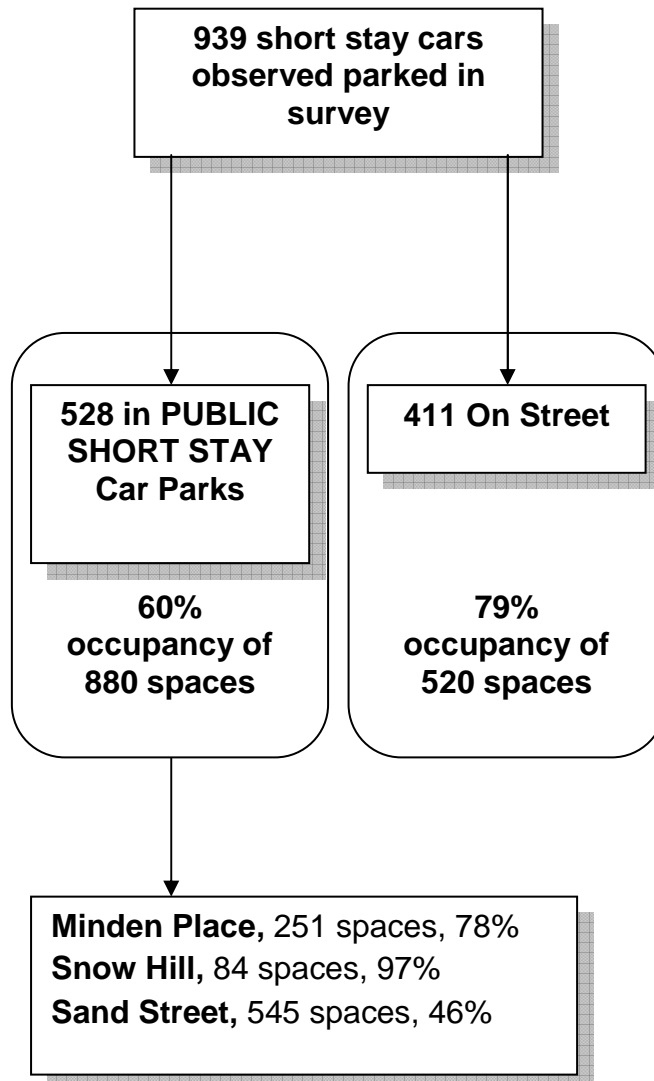 939 short stay cars
observed parked in
survey
528 in PUBLIC
SHORT STAY
Car Parks
60%
occupancy of
880 spaces
411 On Street
79%
occupancy of
520 spaces
Minden Place, 251 spaces, 78%
Snow Hill, 84 spaces, 97%
Sand Street, 545 spaces, 46%